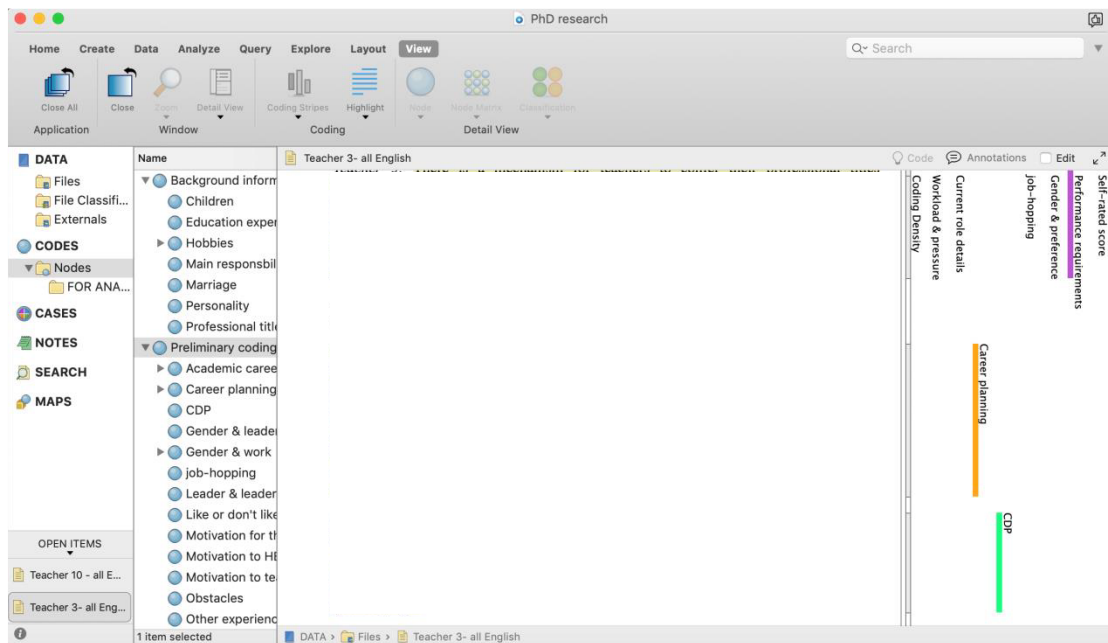 PhD research
Home Create Data Analyze Query Explore Layout View
Search
Close All Close Zoom Detail View Coding Stripes Highlight Node Node Matrix Classification
Application Window Coding Detail View
DATA
Files
File Classifi...
Externals
CODES
Nodes
FOR ANA...
CASES
NOTES
SEARCH
MAPS
OPEN ITEMS
Teacher 10 - all E...
Teacher 3- all Eng...
Name
Background inform
Children
Education exper
Hobbies
Main responsbil
Marriage
Personality
Professional title
Preliminary coding
Academic caree
Career planning
CDP
Gender & leader
Gender & work
job-hopping
Leader & leader
Like or don't like
Motivation for th
Motivation to HE
Motivation to te
Obstacles
Other experienc
1 item selected
Teacher 3- all English
Code Annotations Edit
Coding Density
Workload & pressure
Current role details
job-hopping
Gender & preference
Performance requirements
Self-rated score
Career planning
CDP
DATA › Files › Teacher 3- all English